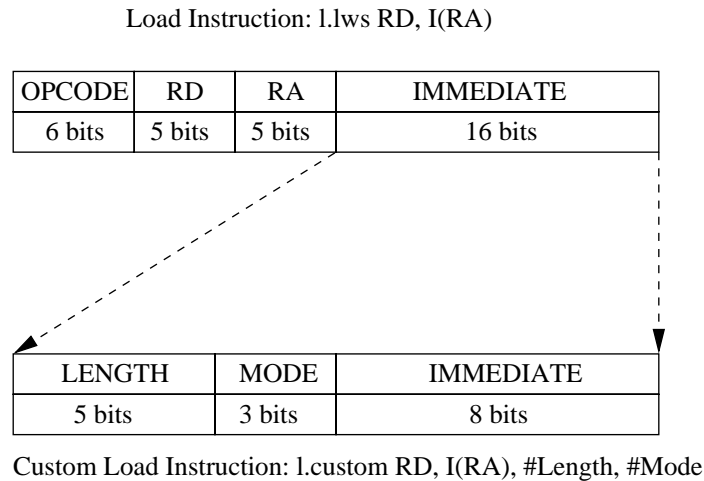 Load Instruction: l.lws RD, I(RA)
OPCODE RD RA IMMEDIATE
6 bits 5 bits 5 bits 16 bits
LENGTH MODE IMMEDIATE
5 bits 3 bits 8 bits
Custom Load Instruction: l.custom RD, I(RA), #Length, #Mode